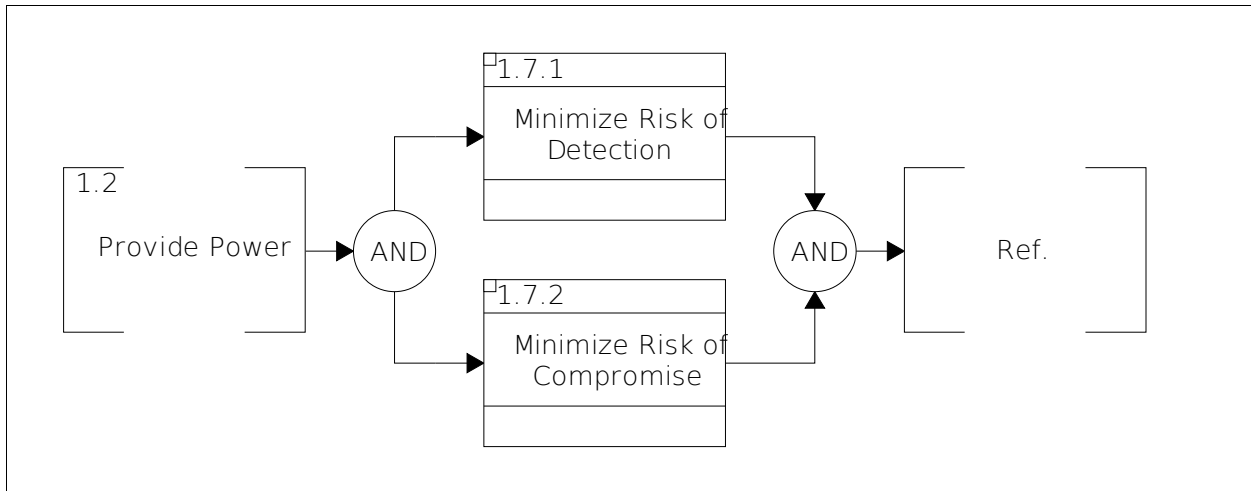 1.7.1
Minimize Risk of
Detection
1.2
Provide Power
AND
AND
Ref.
1.7.2
Minimize Risk of
Compromise